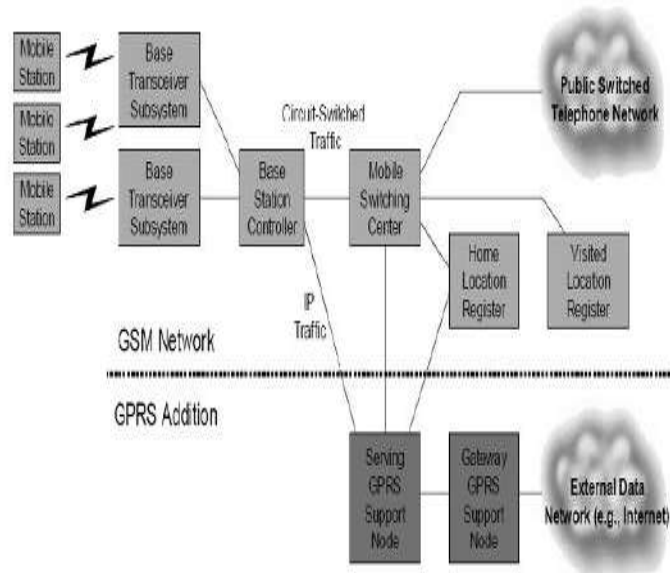 Mobile
Station
Mobile
Station
Mobile
Station
Base
Transceiver
Subsystem
Base
Transceiver
Subsystem
Circuit-Switched
Traffic
Base
Station
Controller
Mobile
Switching
Center
Public Switched
Telephone Network
Home
Location
Register
Visited
Location
Register
IP
Traffic
GSM Network
GPRS Addition
Serving
GPRS
Support
Node
Gateway
GPRS
Support
Node
External Data
Network (e.g., Internet)